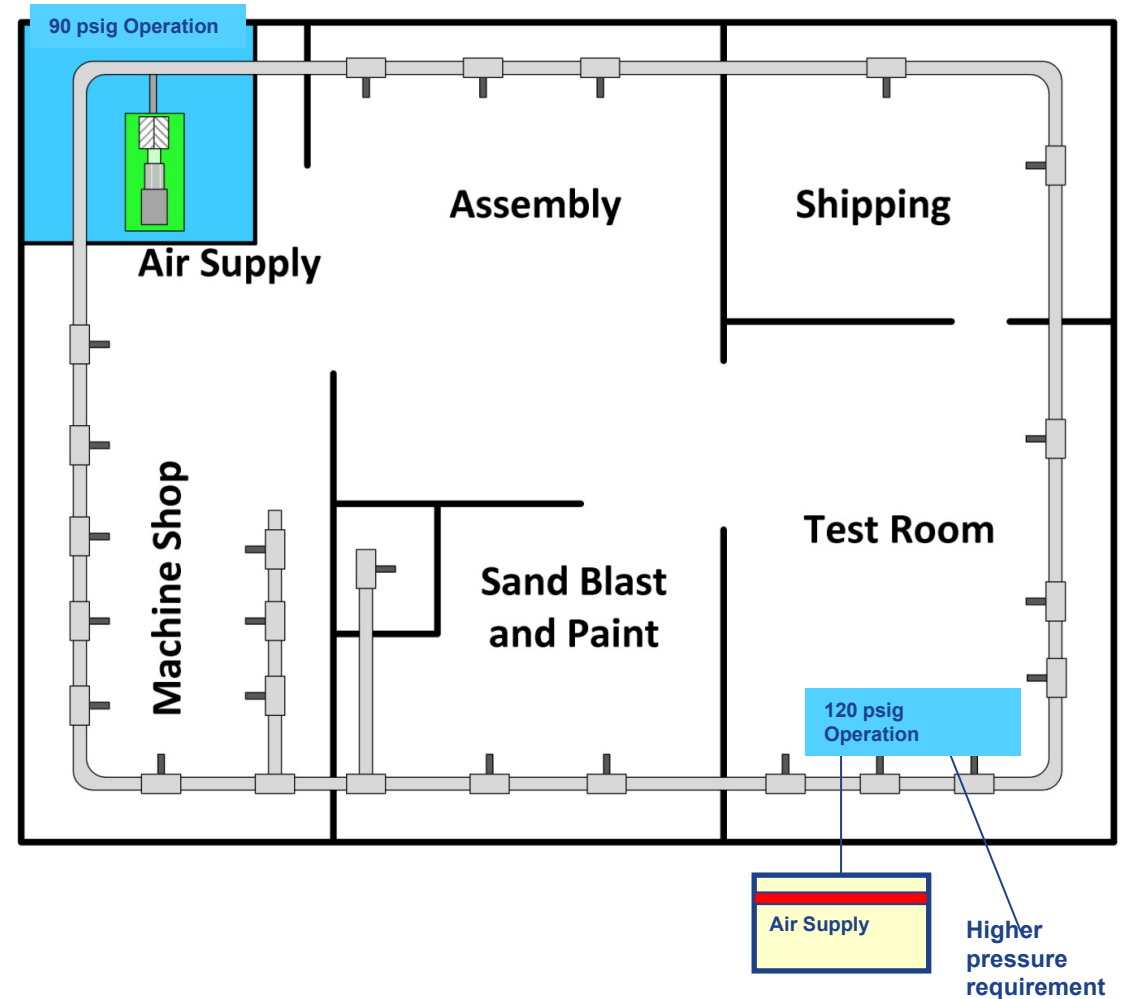 90 psig Operation
Assembly
Shipping
Air Supply
Machine Shop
Test Room
Sand Blast
and Paint
120 psig
Operation
Air Supply
Higher
pressure
requirement